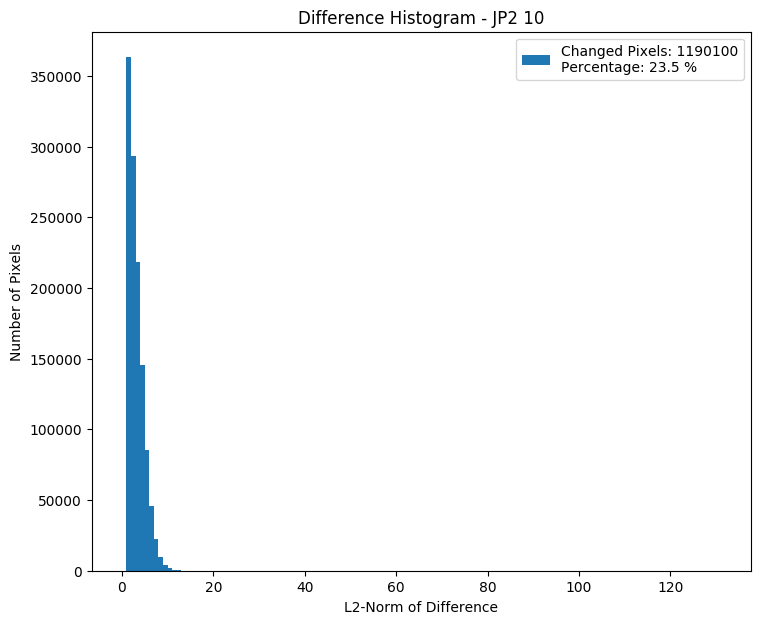 Difference Histogram - JP2 10
Changed Pixels: 1190100
Percentage: 23.5 %
350000
300000
250000
200000
150000
100000
50000
0
Number of Pixels
0 20 40 60 80 100 120
L2-Norm of Difference